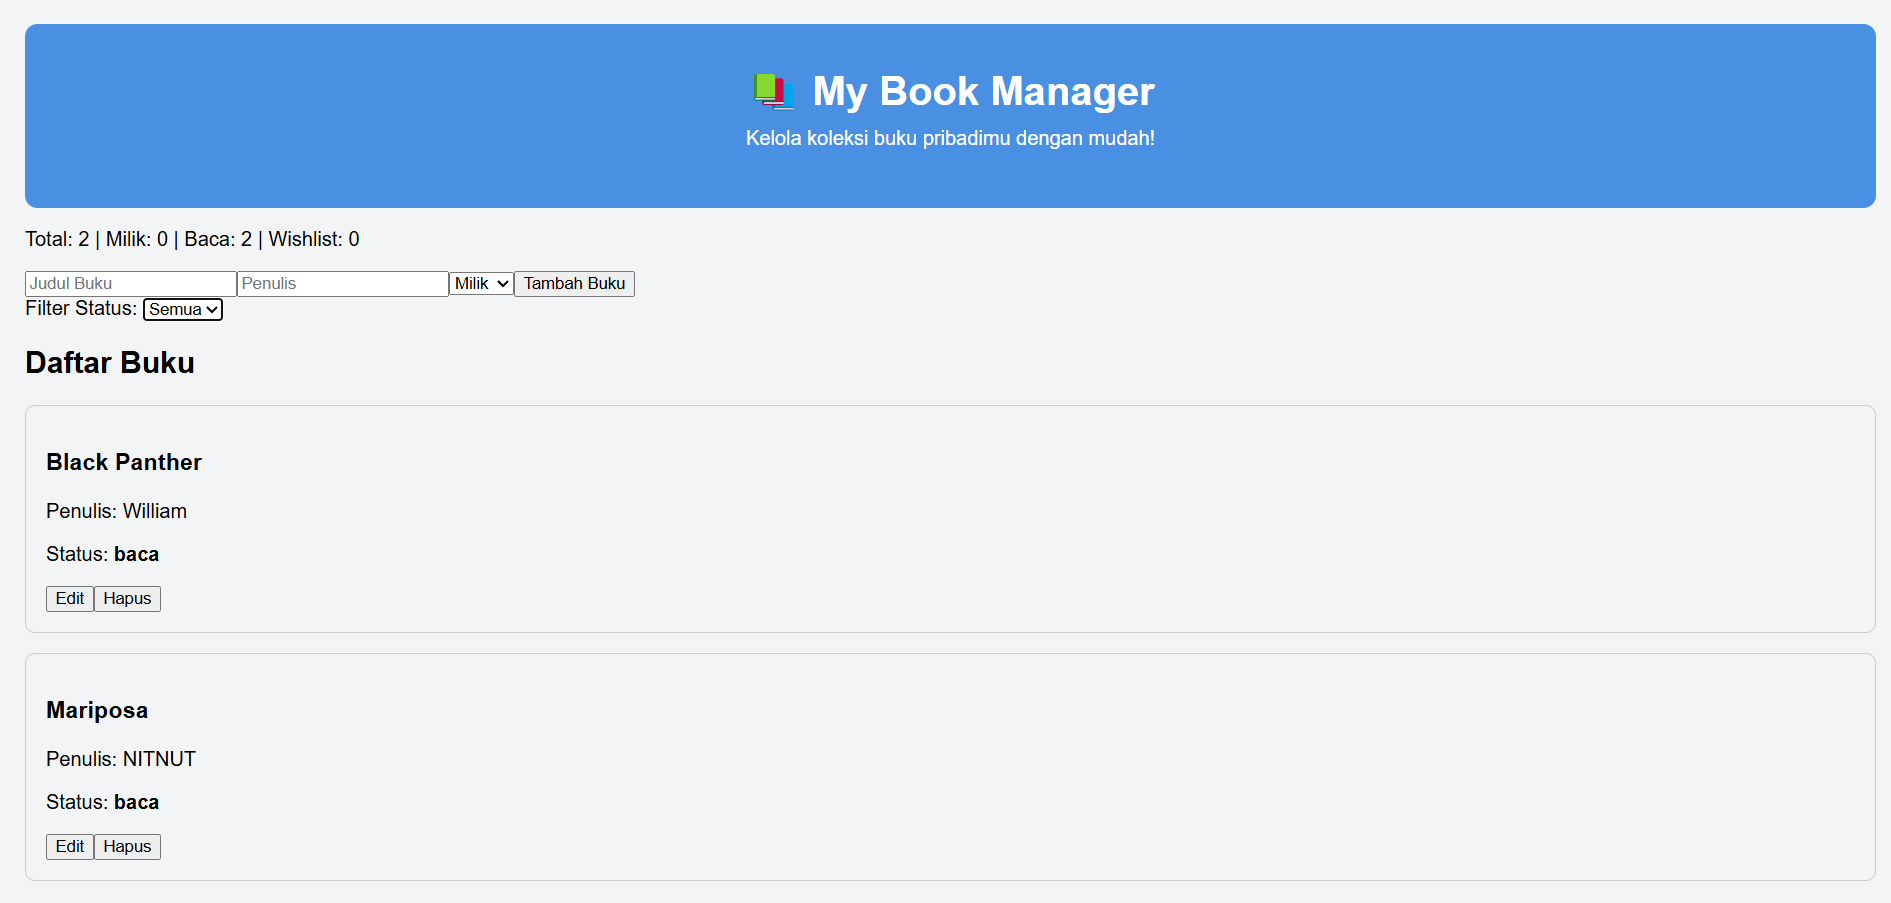 My Book Manager
Kelola koleksi buku pribadimu dengan mudah!
Total: 2 | Milik: 0 | Baca: 2 | Wishlist: 0
Judul Buku Penulis Milik Tambah Buku
Filter Status: Semua
Daftar Buku
Black Panther
Penulis: William
Status: baca
Edit Hapus
Mariposa
Penulis: NITNUT
Status: baca
Edit Hapus